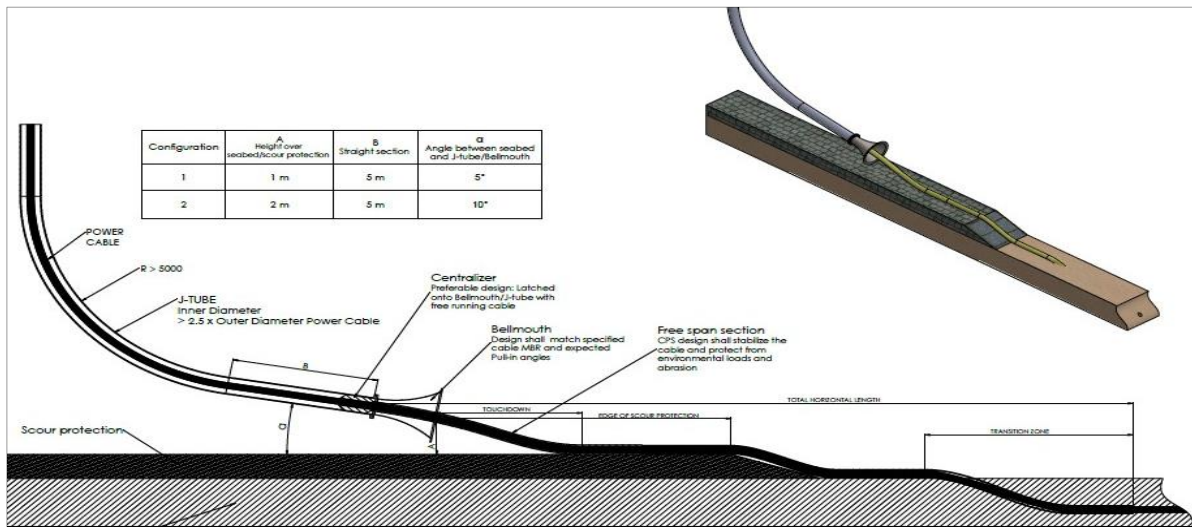 Configuration
A
Height over
seabed/scour protection
B
Straight section
α
Angle between seabed
and J-tube/Bellmouth
1
1 m
5 m
5°
2
2 m
5 m
10°
POWER
CABLE
R > 5000
J-TUBE
Inner Diameter
> 2.5 x Outer Diameter Power Cable
Centralizer
Preferable design: Latched
onto Bellmouth/J-tube with
free running cable
Bellmouth
Design shall match specified
cable MBR and expected
Pull-in angles
Free span section
CPS design shall stabilize the
cable and protect from
environmental loads and
abrasion
B
TOTAL HORIZONTAL LENGTH
TOUCHDOWN
EDGE OF SCOUR PROTECTION
TRANSITION ZONE
Scour protection
α
A